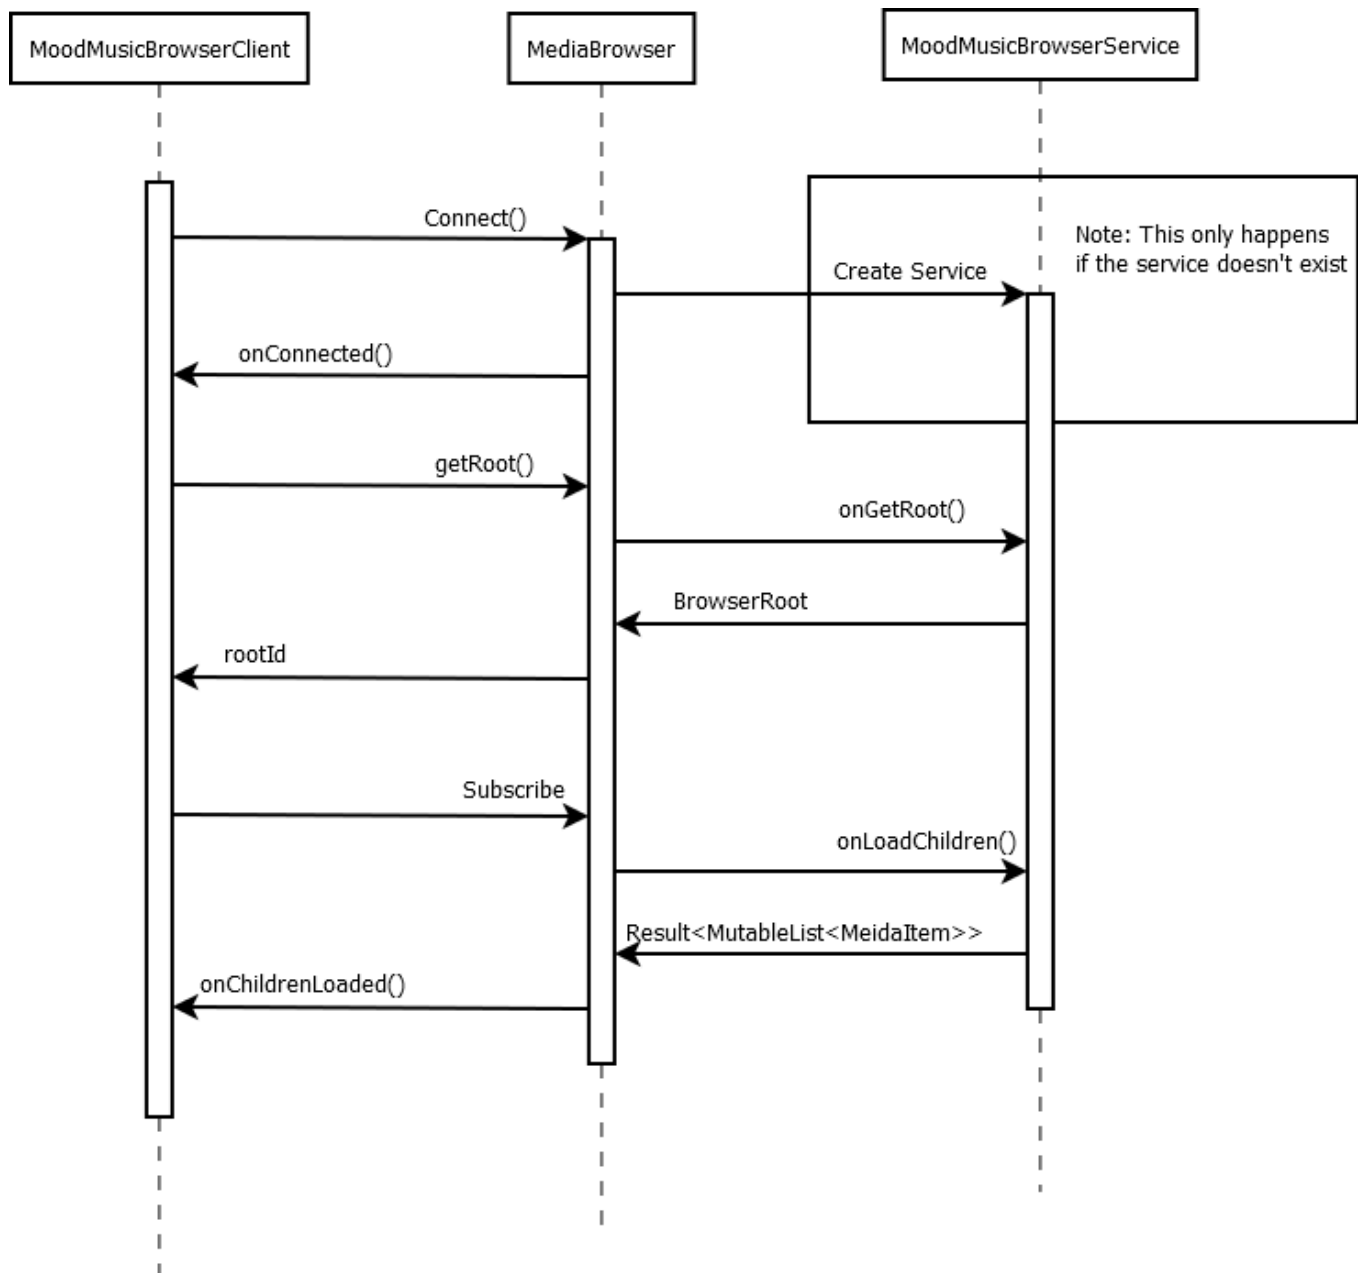 MoodMusicBrowserClient
MediaBrowser
MoodMusicBrowserService
Connect()
Note: This only happens
if the service doesn't exist
Create Service
onConnected()
getRoot()
onGetRoot()
BrowserRoot
rootId
Subscribe
onLoadChildren()
Result<MutableList<MeidaItem>>
onChildrenLoaded()